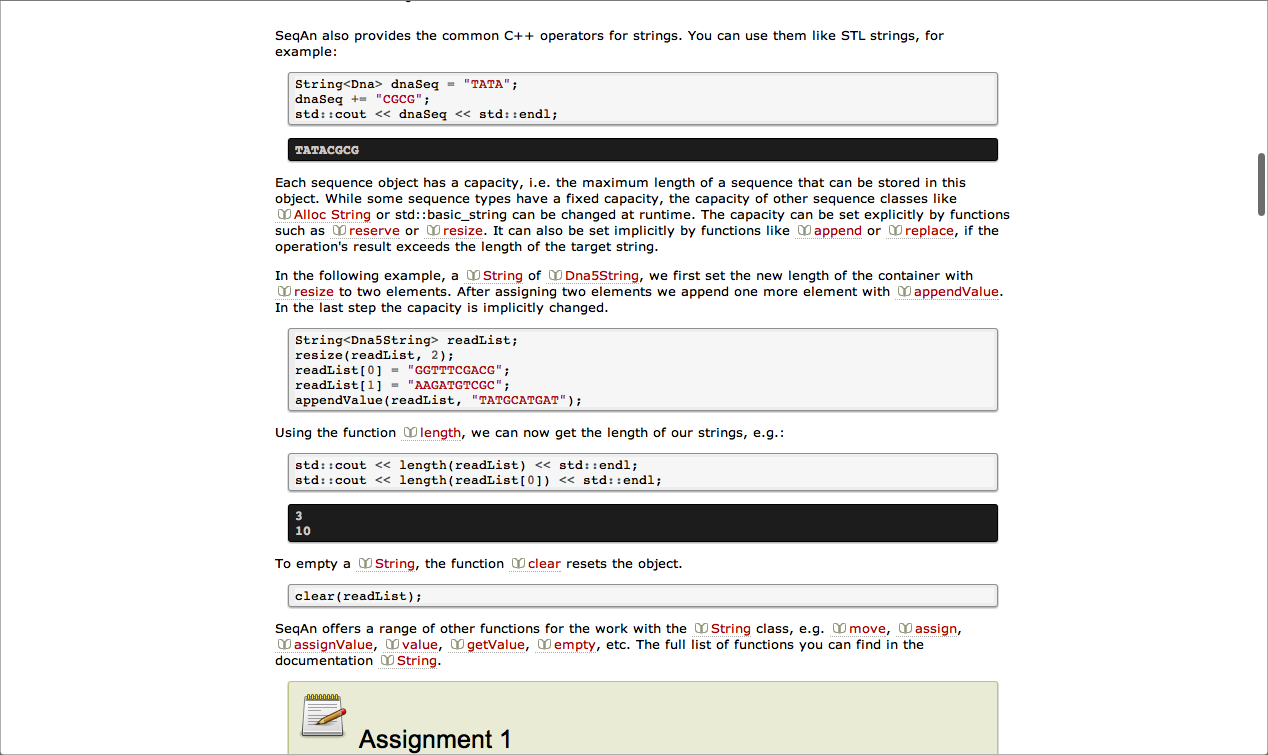 SeqAn also provides the common C++ operators for strings. You can use them like STL strings, for
example:
String<Dna> dnaSeq = "TATA";
dnaSeq += "CGCG";
std::cout << dnaSeq << std::endl;
TATACGCG
Each sequence object has a capacity, i.e. the maximum length of a sequence that can be stored in this
object. While some sequence types have a fixed capacity, the capacity of other sequence classes like
Alloc String or std::basic_string can be changed at runtime. The capacity can be set explicitly by functions
such as reserve or resize. It can also be set implicitly by functions like append or replace, if the
operation's result exceeds the length of the target string.
In the following example, a String of Dna5String, we first set the new length of the container with
resize to two elements. After assigning two elements we append one more element with appendValue.
In the last step the capacity is implicitly changed.
String<Dna5String> readList;
resize(readList, 2);
readList[0] = "GGTTTCGACG";
readList[1] = "AAGATGTCGC";
appendValue(readList, "TATGCATGAT");
Using the function length, we can now get the length of our strings, e.g.:
std::cout << length(readList) << std::endl;
std::cout << length(readList[0]) << std::endl;
3
10
To empty a String, the function clear resets the object.
clear(readList);
SeqAn offers a range of other functions for the work with the String class, e.g. move, assign,
assignValue, value, getValue, empty, etc. The full list of functions you can find in the
documentation String.
Assignment 1